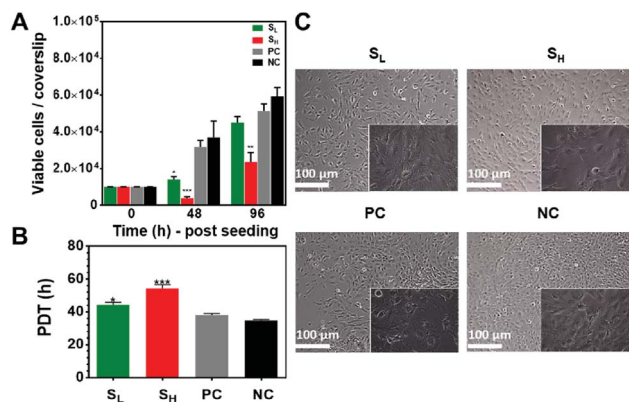 A
Viable cells / coverslip
1.0×10⁴
8.0×10⁴
6.0×10⁴
4.0×10⁴
2.0×10⁴
0
S_L
S_H
PC
NC
*
***
**
0 48 96
Time (h) - post seeding
B
PDT (h)
80
60
40
20
0
*
***
S_L S_H PC NC
C
S_L S_H
100 μm 100 μm
PC NC
100 μm 100 μm